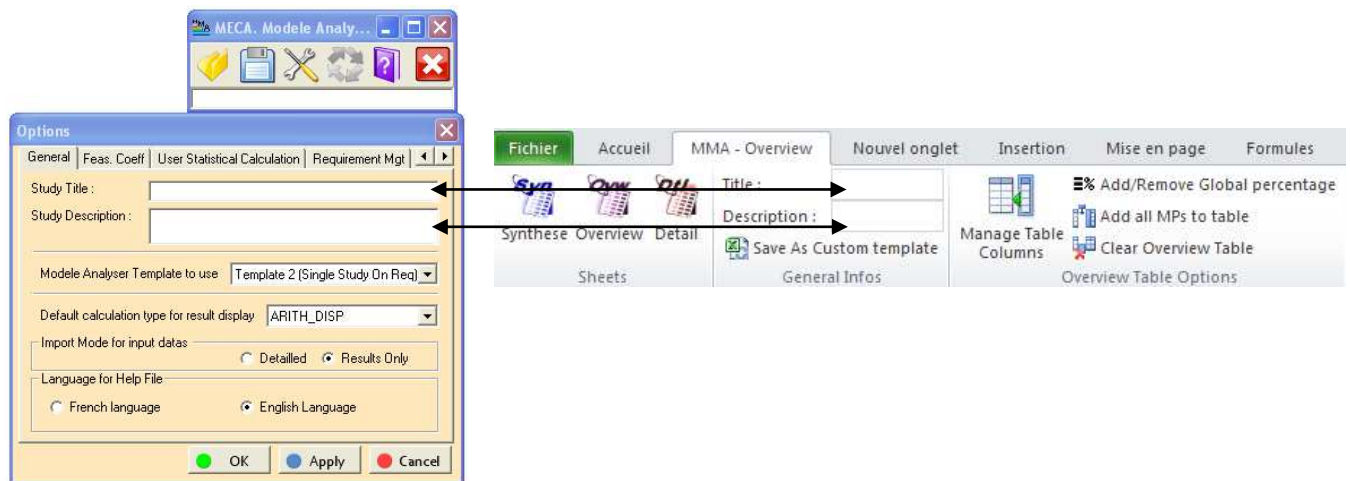 MECA. Modele Analy...
Options
General Feas. Coeff User Statistical Calculation Requirement Mgt
Study Title :
Study Description :
Modele Analyser Template to use Template 2 (Single Study On Req)
Default calculation type for result display ARITH_DISP
Import Mode for input datas
Detailled Results Only
Language for Help File
French language English Language
OK Apply Cancel
Fichier Accueil MMA - Overview Nouvel onglet Insertion Mise en page Formules
Syn Ovw Dtl
Synthese Overview Detail
Title :
Description :
Save As Custom template
Manage Table
Columns
Add/Remove Global percentage
Add all MPs to table
Clear Overview Table
Sheets General Infos Overview Table Options